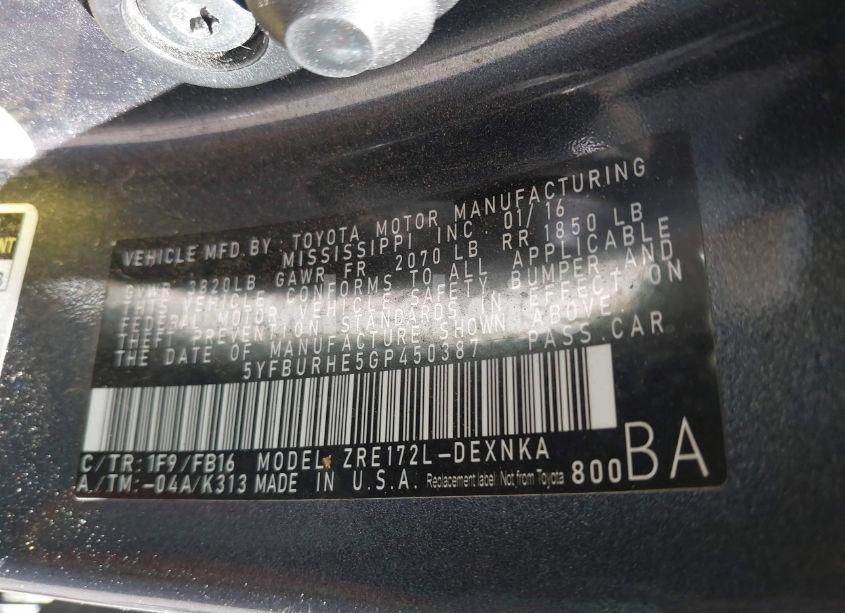 VEHICLE MFD.BY: TOYOTA MOTOR MANUFACTURING
MISSISSIPPI INC 01/16
GVWR 3820LB GAWR FR 2070 LB RR 1850 LB
THIS VEHICLE CONFORMS TO ALL APPLICABLE
FEDERAL MOTOR VEHICLE SAFETY, BUMPER AND
THEFT PREVENTION STANDARDS IN EFFECT ON
THE DATE OF MANUFACTURE SHOWN ABOVE.
5YFBURHE5GP450387 PASS.CAR
C/TR: 1F9/FB16 MODEL: ZRE172L-DEXNKA
A/TM:-04A/K313 MADE IN U.S.A. Replacement label Not from Toyota 800BA